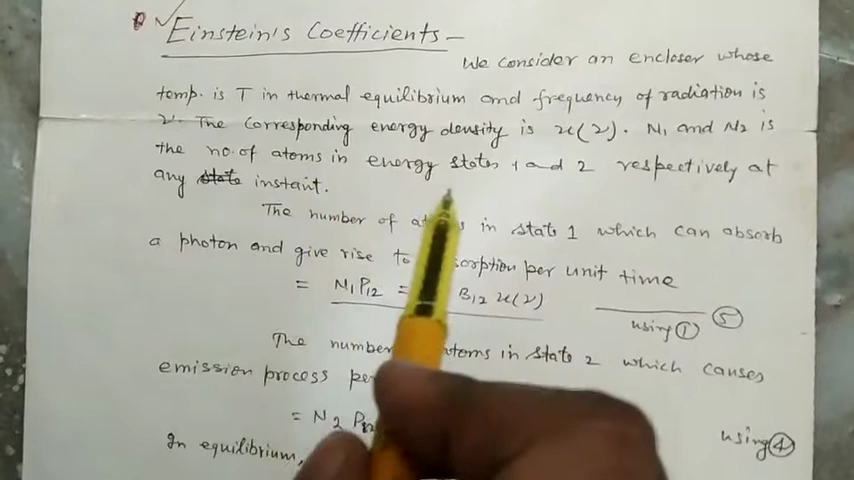 Einstein's Coefficients –
We consider an encloser whose
temp. is T in thermal equilibrium and frequency of radiation is
ν. The corresponding energy density is u(ν). N₁ and N₂ is
the no. of atoms in energy states 1 and 2 respectively at
any state instant.
The number of in state 1 which can absorb
a photon and give rise to per unit time
= N₁P₁₂ = B₁₂ u(ν) ⑤
using ①
The number atoms in state 2 which causes
emission process
= N₂
using ④
In equilibrium,